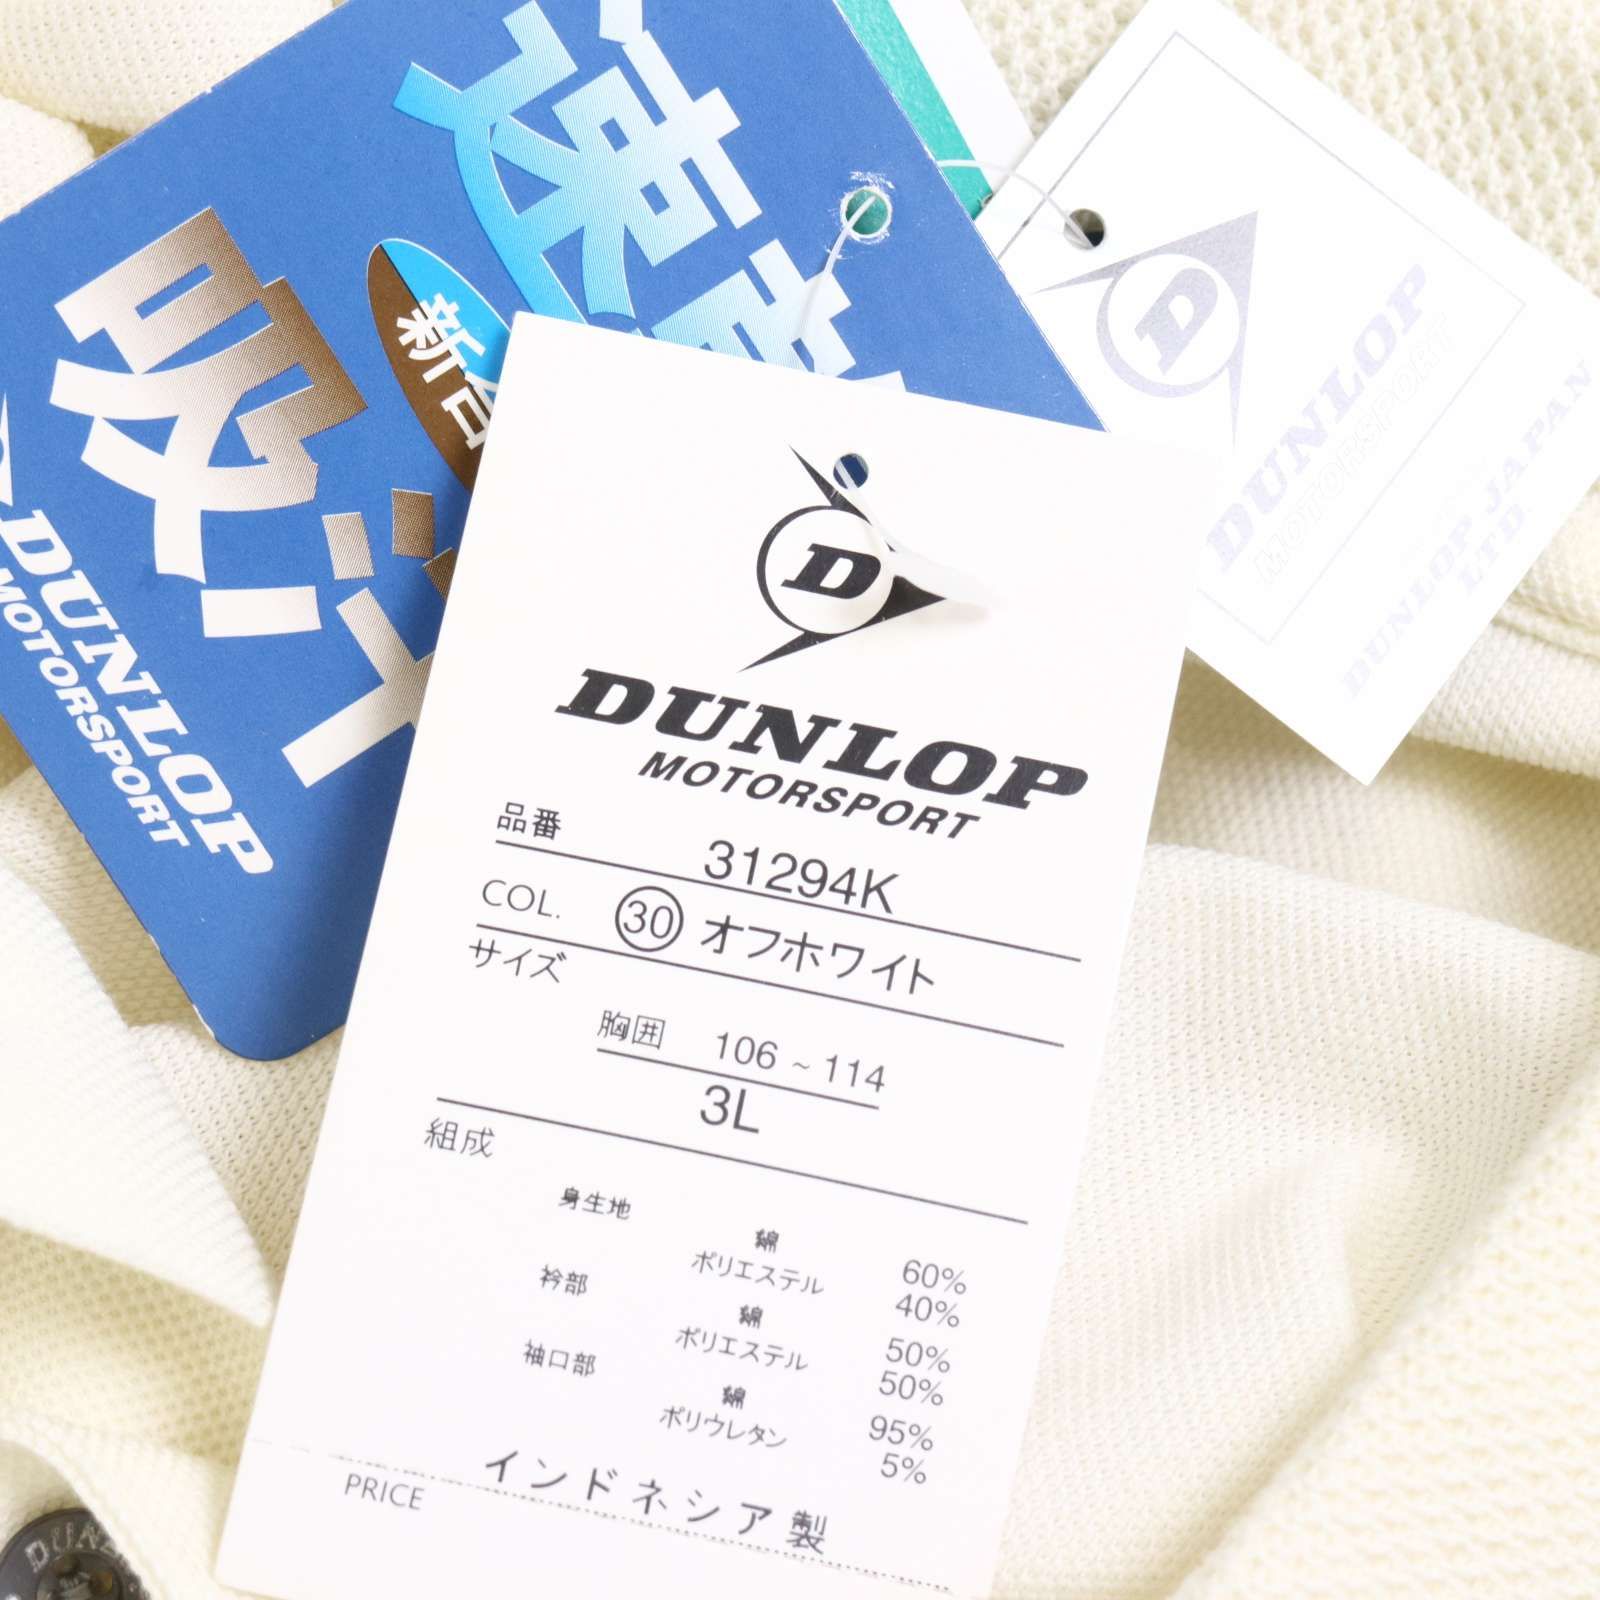 速乾
吸汗
DUNLOP
MOTORSPORT
D
DUNLOP
MOTORSPORT
DUNLOP JAPAN
LTD.
D
DUNLOP
MOTORSPORT
品番 31294K
COL. 30 オフホワイト
サイズ
胸囲 106 ~ 114
3L
組成
身生地
綿 60%
ポリエステル 40%
衿部
綿 50%
ポリエステル 50%
袖口部
綿 95%
ポリウレタン 5%
インドネシア製
PRICE